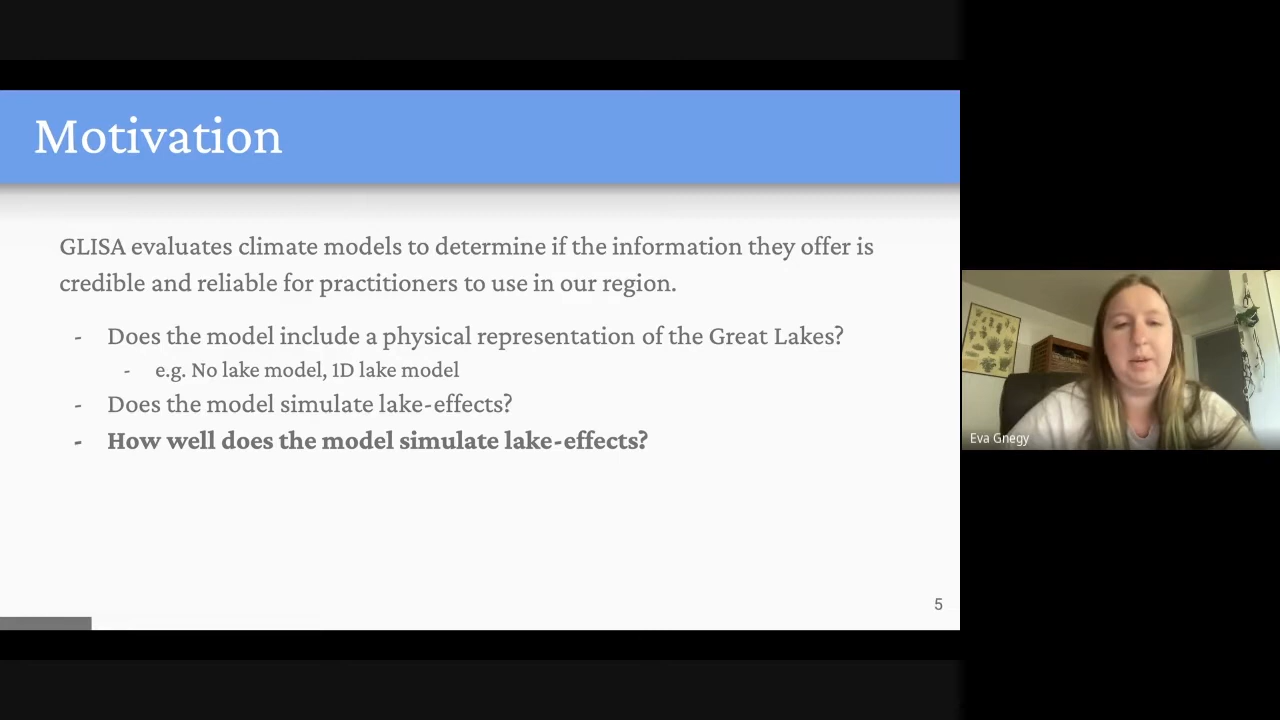 Motivation
GLISA evaluates climate models to determine if the information they offer is
credible and reliable for practitioners to use in our region.
- Does the model include a physical representation of the Great Lakes?
- e.g. No lake model, 1D lake model
- Does the model simulate lake-effects?
- How well does the model simulate lake-effects?
5
Eva Gnegy